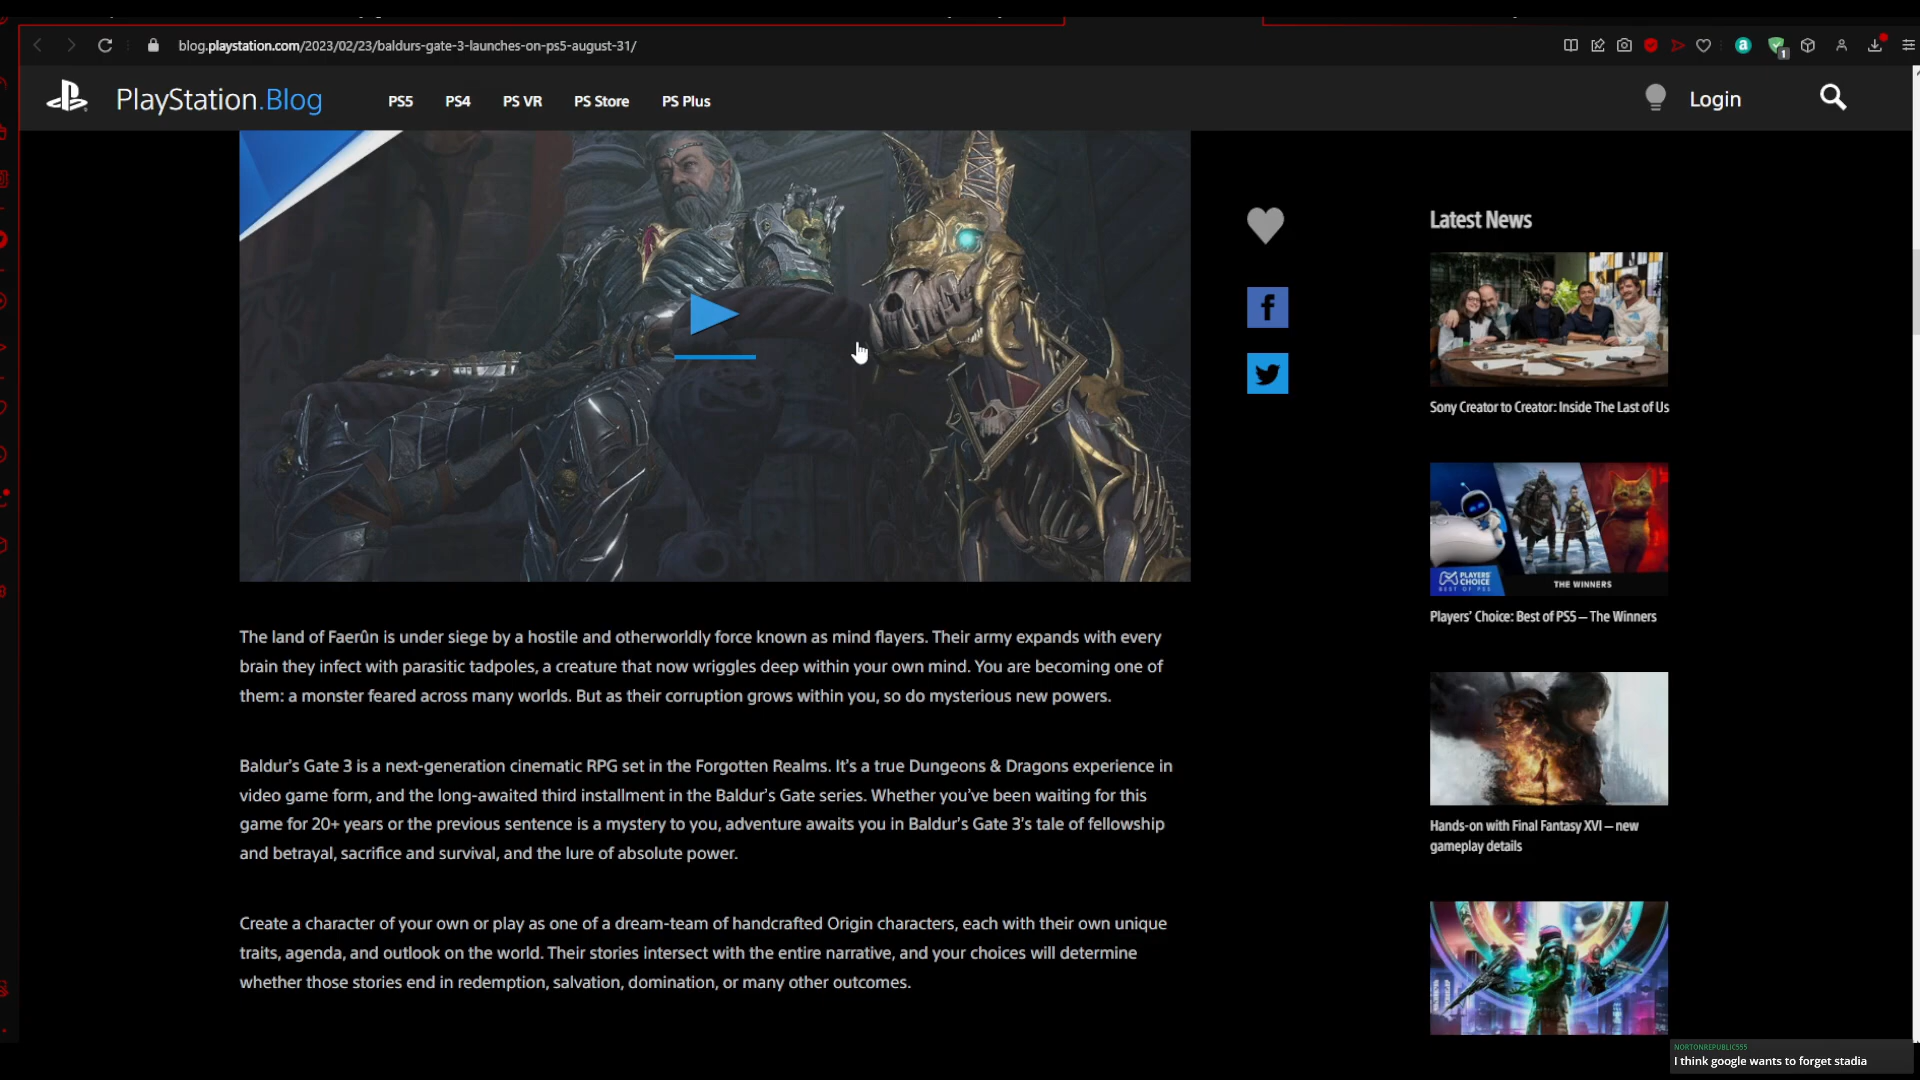 blog.playstation.com/2023/02/23/baldurs-gate-3-launches-on-ps5-august-31/
a
1
PlayStation.Blog
PS5
PS4
PS VR
PS Store
PS Plus
Login
f
The land of Faerûn is under siege by a hostile and otherworldly force known as mind flayers. Their army expands with every
brain they infect with parasitic tadpoles, a creature that now wriggles deep within your own mind. You are becoming one of
them: a monster feared across many worlds. But as their corruption grows within you, so do mysterious new powers.
Baldur's Gate 3 is a next-generation cinematic RPG set in the Forgotten Realms. It's a true Dungeons & Dragons experience in
video game form, and the long-awaited third installment in the Baldur's Gate series. Whether you've been waiting for this
game for 20+ years or the previous sentence is a mystery to you, adventure awaits you in Baldur's Gate 3's tale of fellowship
and betrayal, sacrifice and survival, and the lure of absolute power.
Create a character of your own or play as one of a dream-team of handcrafted Origin characters, each with their own unique
traits, agenda, and outlook on the world. Their stories intersect with the entire narrative, and your choices will determine
whether those stories end in redemption, salvation, domination, or many other outcomes.
Latest News
Sony Creator to Creator: Inside The Last of Us
PLAYERS'
CHOICE
BEST OF PS5
THE WINNERS
Players' Choice: Best of PS5 – The Winners
Hands-on with Final Fantasy XVI – new
gameplay details
NORTONREPUBLIC555
I think google wants to forget stadia